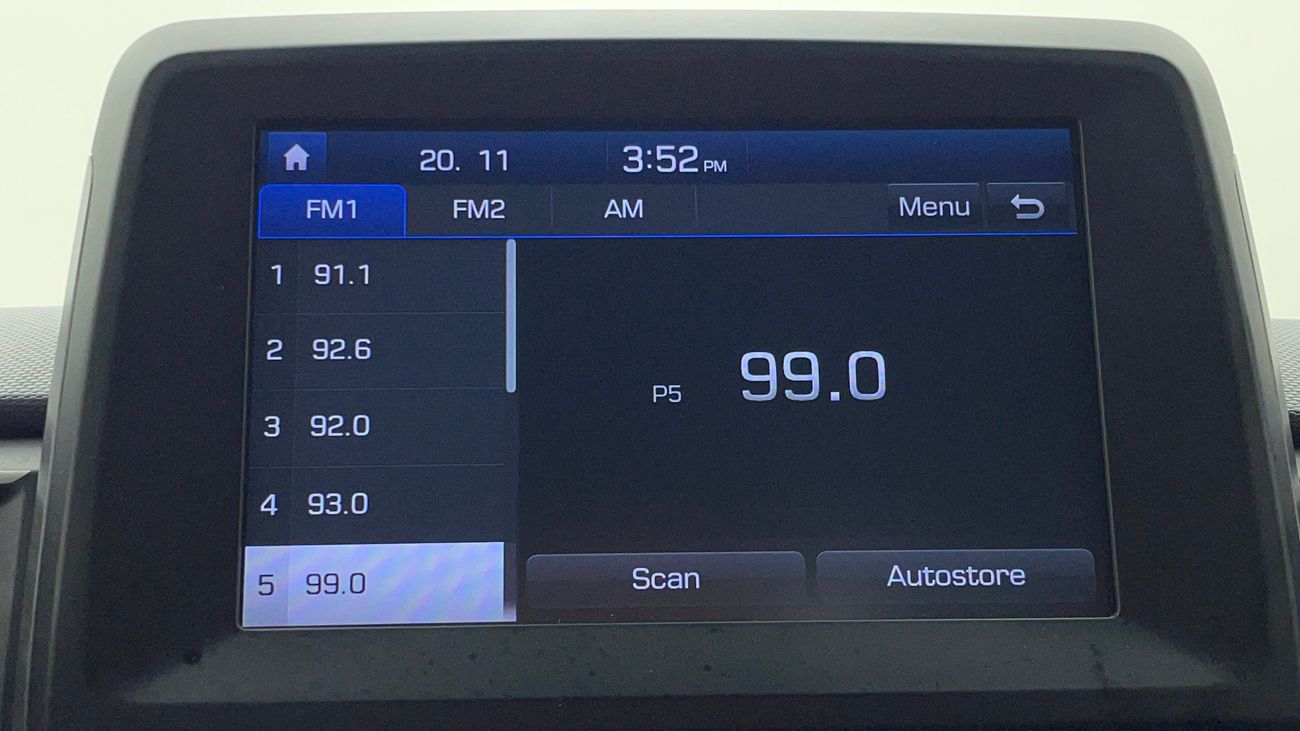 20. 11 3:52 PM
FM1 FM2 AM Menu
1 91.1
2 92.6
3 92.0
4 93.0
5 99.0
P5 99.0
Scan Autostore